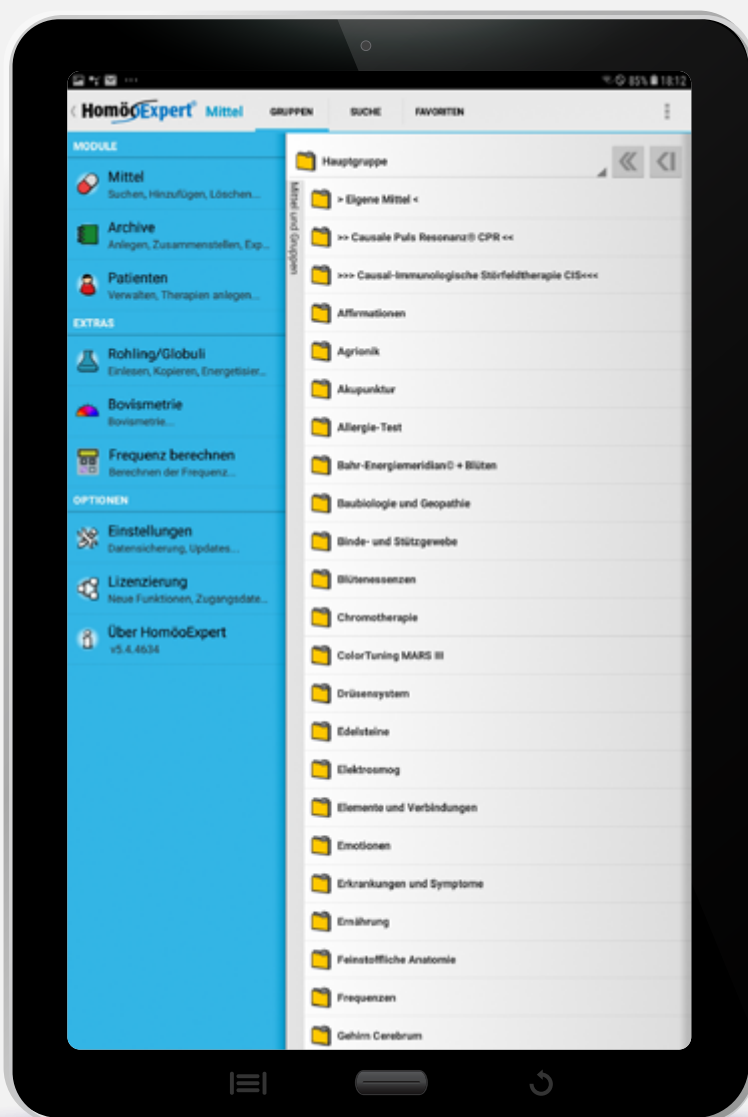 85% 18:12
HomöoExpert® Mittel GRUPPEN SUCHE FAVORITEN
MODULE
Mittel
Suchen, Hinzufügen, Löschen...
Archive
Anlegen, Zusammenstellen, Exp...
Patienten
Verwalten, Therapien anlegen...
EXTRAS
Rohling/Globuli
Einlesen, Kopieren, Energetisier...
Bovismetrie
Bovismetrie...
Frequenz berechnen
Berechnen der Frequenz...
OPTIONEN
Einstellungen
Datensicherung, Updates...
Lizenzierung
Neue Funktionen, Zugangsdate...
Über HomöoExpert
v5.4.4634
Hauptgruppe
Mittel und Gruppen
> Eigene Mittel <
>> Causale Puls Resonanz® CPR <<
>>> Causal-Immunologische Störfeldtherapie CIS<<<
Affirmationen
Agrionik
Akupunktur
Allergie-Test
Bahr-Energiemeridian© + Blüten
Baubiologie und Geopathie
Binde- und Stützgewebe
Blütenessenzen
Chromotherapie
ColorTuning MARS III
Drüsensystem
Edelsteine
Elektrosmog
Elemente und Verbindungen
Emotionen
Erkrankungen und Symptome
Ernährung
Feinstoffliche Anatomie
Frequenzen
Gehirn Cerebrum